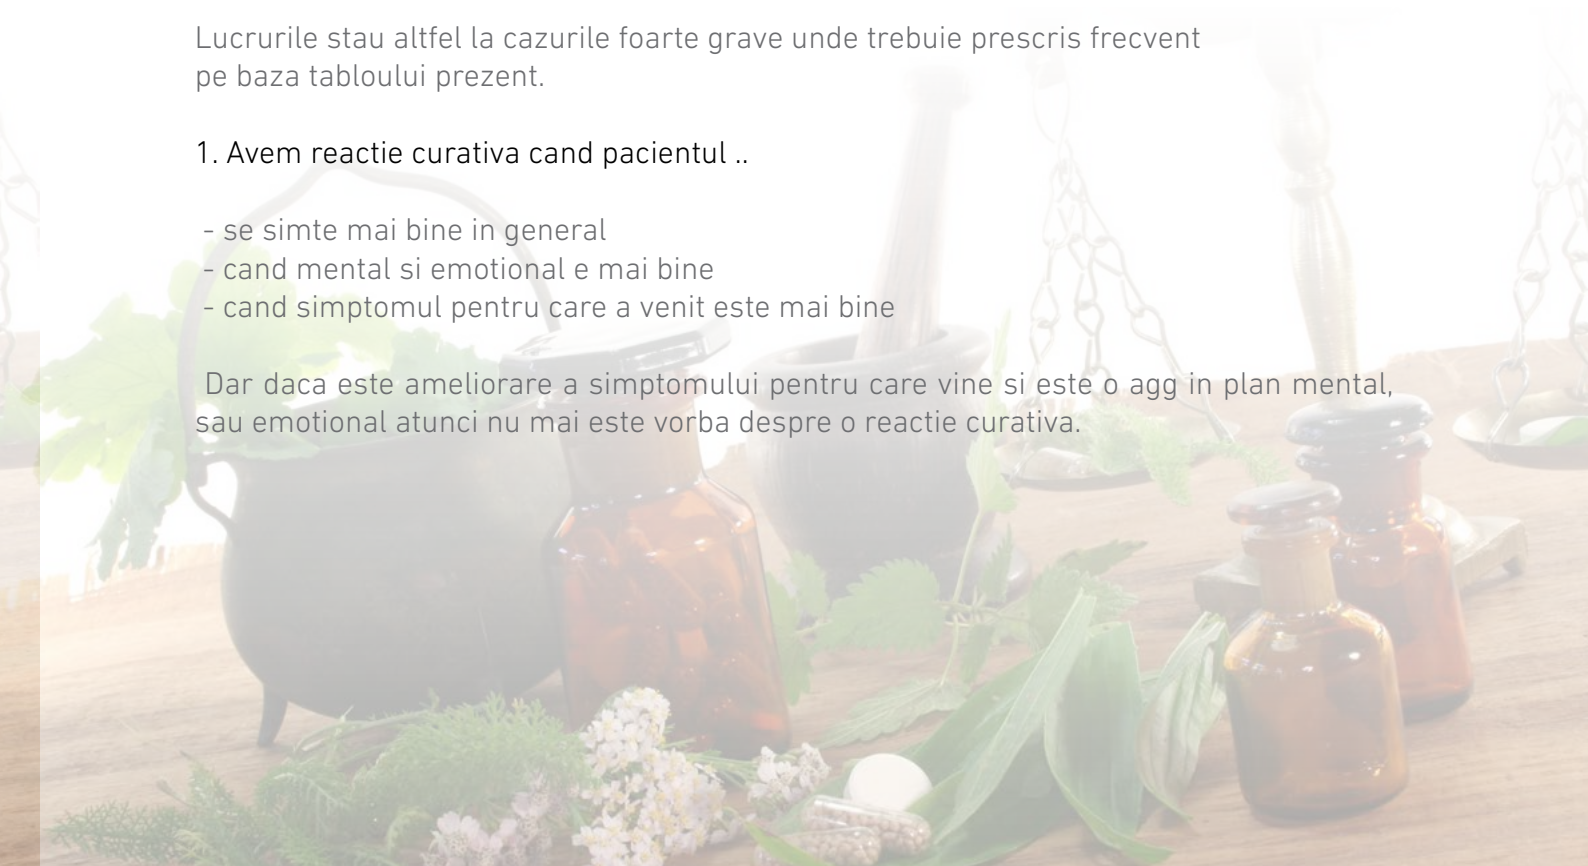 Lucrurile stau altfel la cazurile foarte grave unde trebuie prescris frecvent
pe baza tabloului prezent.
1. Avem reactie curativa cand pacientul ..
- se simte mai bine in general
- cand mental si emotional e mai bine
- cand simptomul pentru care a venit este mai bine
Dar daca este ameliorare a simptomului pentru care vine si este o agg in plan mental,
sau emotional atunci nu mai este vorba despre o reactie curativa.